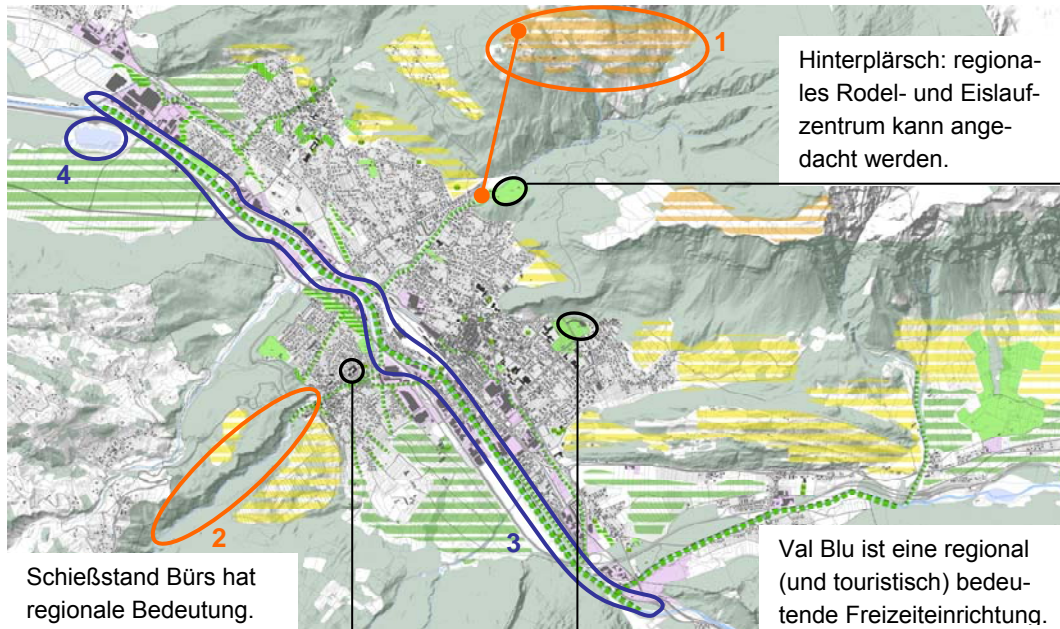 1
Hinterplärsch: regiona-
les Rodel- und Eislauf-
zentrum kann ange-
dacht werden.
4
3
2
Schießstand Bürs hat
regionale Bedeutung.
Val Blu ist eine regional
(und touristisch) bedeu-
tende Freizeiteinrichtung.